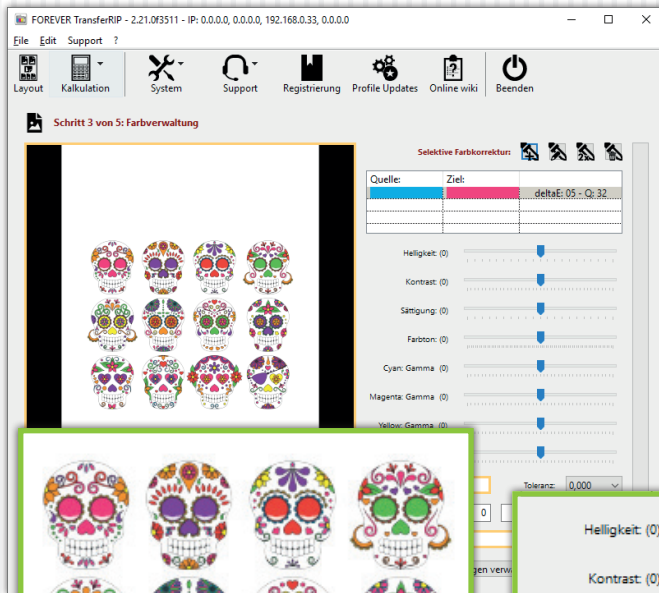 FOREVER TransferRIP - 2.21.0f3511 - IP: 0.0.0.0, 0.0.0.0, 192.168.0.33, 0.0.0.0
File Edit Support ?
Layout Kalkulation System Support Registrierung Profile Updates Online wiki Beenden
Schritt 3 von 5: Farbverwaltung
Selektive Farbkorrektur:
Quelle: Ziel:
deltaE: 05 - Q: 32
Helligkeit: (0)
Kontrast: (0)
Sättigung: (0)
Farbton: (0)
Cyan: Gamma (0)
Magenta: Gamma (0)
Yellow: Gamma (0)
Toleranz: 0,000
0
Helligkeit: (0)
Kontrast: (0)